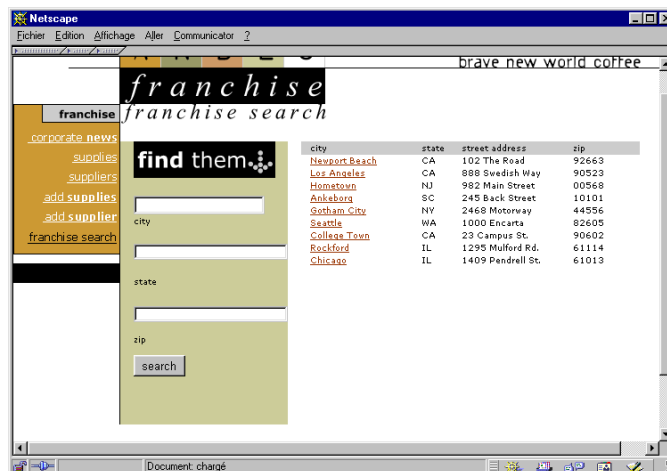 Netscape
Fichier Edition Affichage Aller Communicator ?
brave new world coffee
franchise
franchise search
franchise
corporate news
supplies
suppliers
add supplies
add supplier
franchise search
find them
city
state
zip
search
city state street address zip
Newport Beach CA 102 The Road 92663
Los Angeles CA 888 Swedish Way 90523
Hometown NJ 982 Main Street 00568
Ankeborg SC 245 Back Street 10101
Gotham City NY 2468 Motorway 44556
Seattle WA 1000 Encarta 82605
College Town CA 23 Campus St. 90602
Rockford IL 1295 Mulford Rd. 61114
Chicago IL 1409 Pendrell St. 61013
Document: chargé